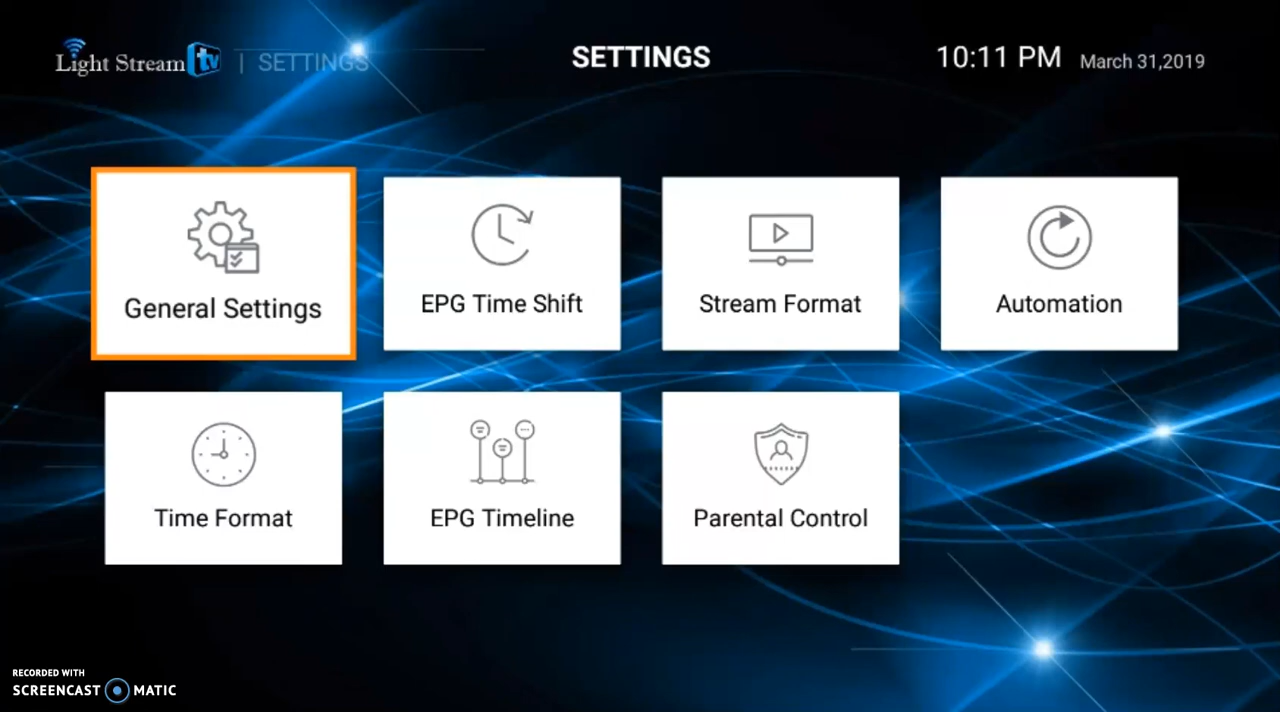 Light Stream tv | SETTINGS
SETTINGS
10:11 PM March 31,2019
General Settings
EPG Time Shift
Stream Format
Automation
Time Format
EPG Timeline
Parental Control
RECORDED WITH
SCREENCAST MATIC